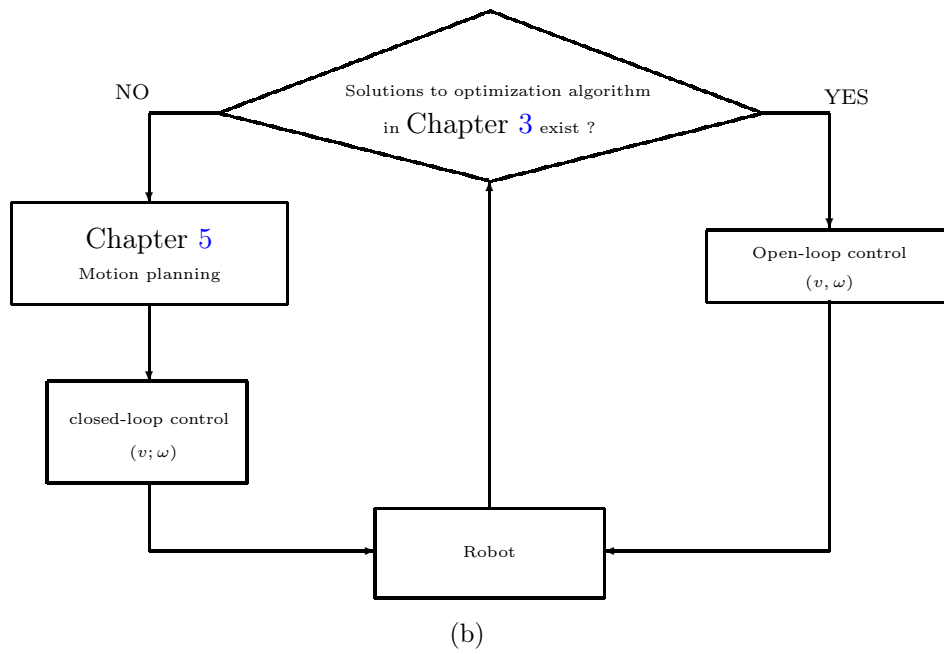 Solutions to optimization algorithm
in Chapter 3 exist ?
NO
YES
Chapter 5
Motion planning
Open-loop control
(v, ω)
closed-loop control
(v; ω)
Robot
(b)